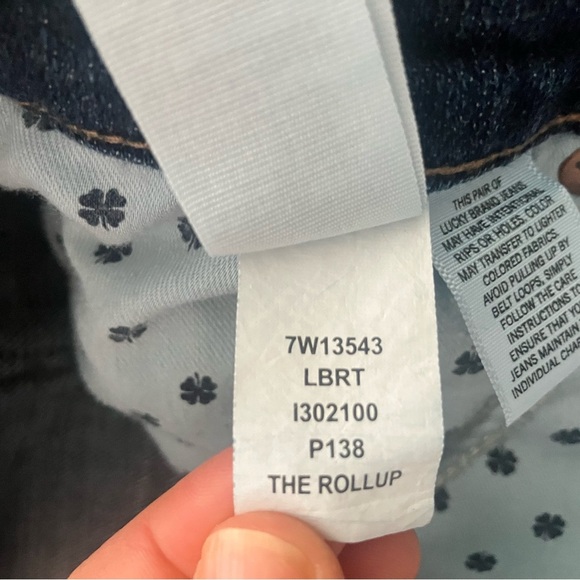 7W13543
LBRT
I302100
P138
THE ROLLUP
THIS PAIR OF
LUCKY BRAND JEANS
MAY HAVE INTENTIONAL
RIPS OR HOLES. COLOR
MAY TRANSFER TO LIGHTER
COLORED FABRICS.
AVOID PULLING UP BY
BELT LOOPS, SIMPLY
FOLLOW THE CARE
INSTRUCTIONS TO
ENSURE THAT
JEANS MAINTAIN
INDIVIDUAL